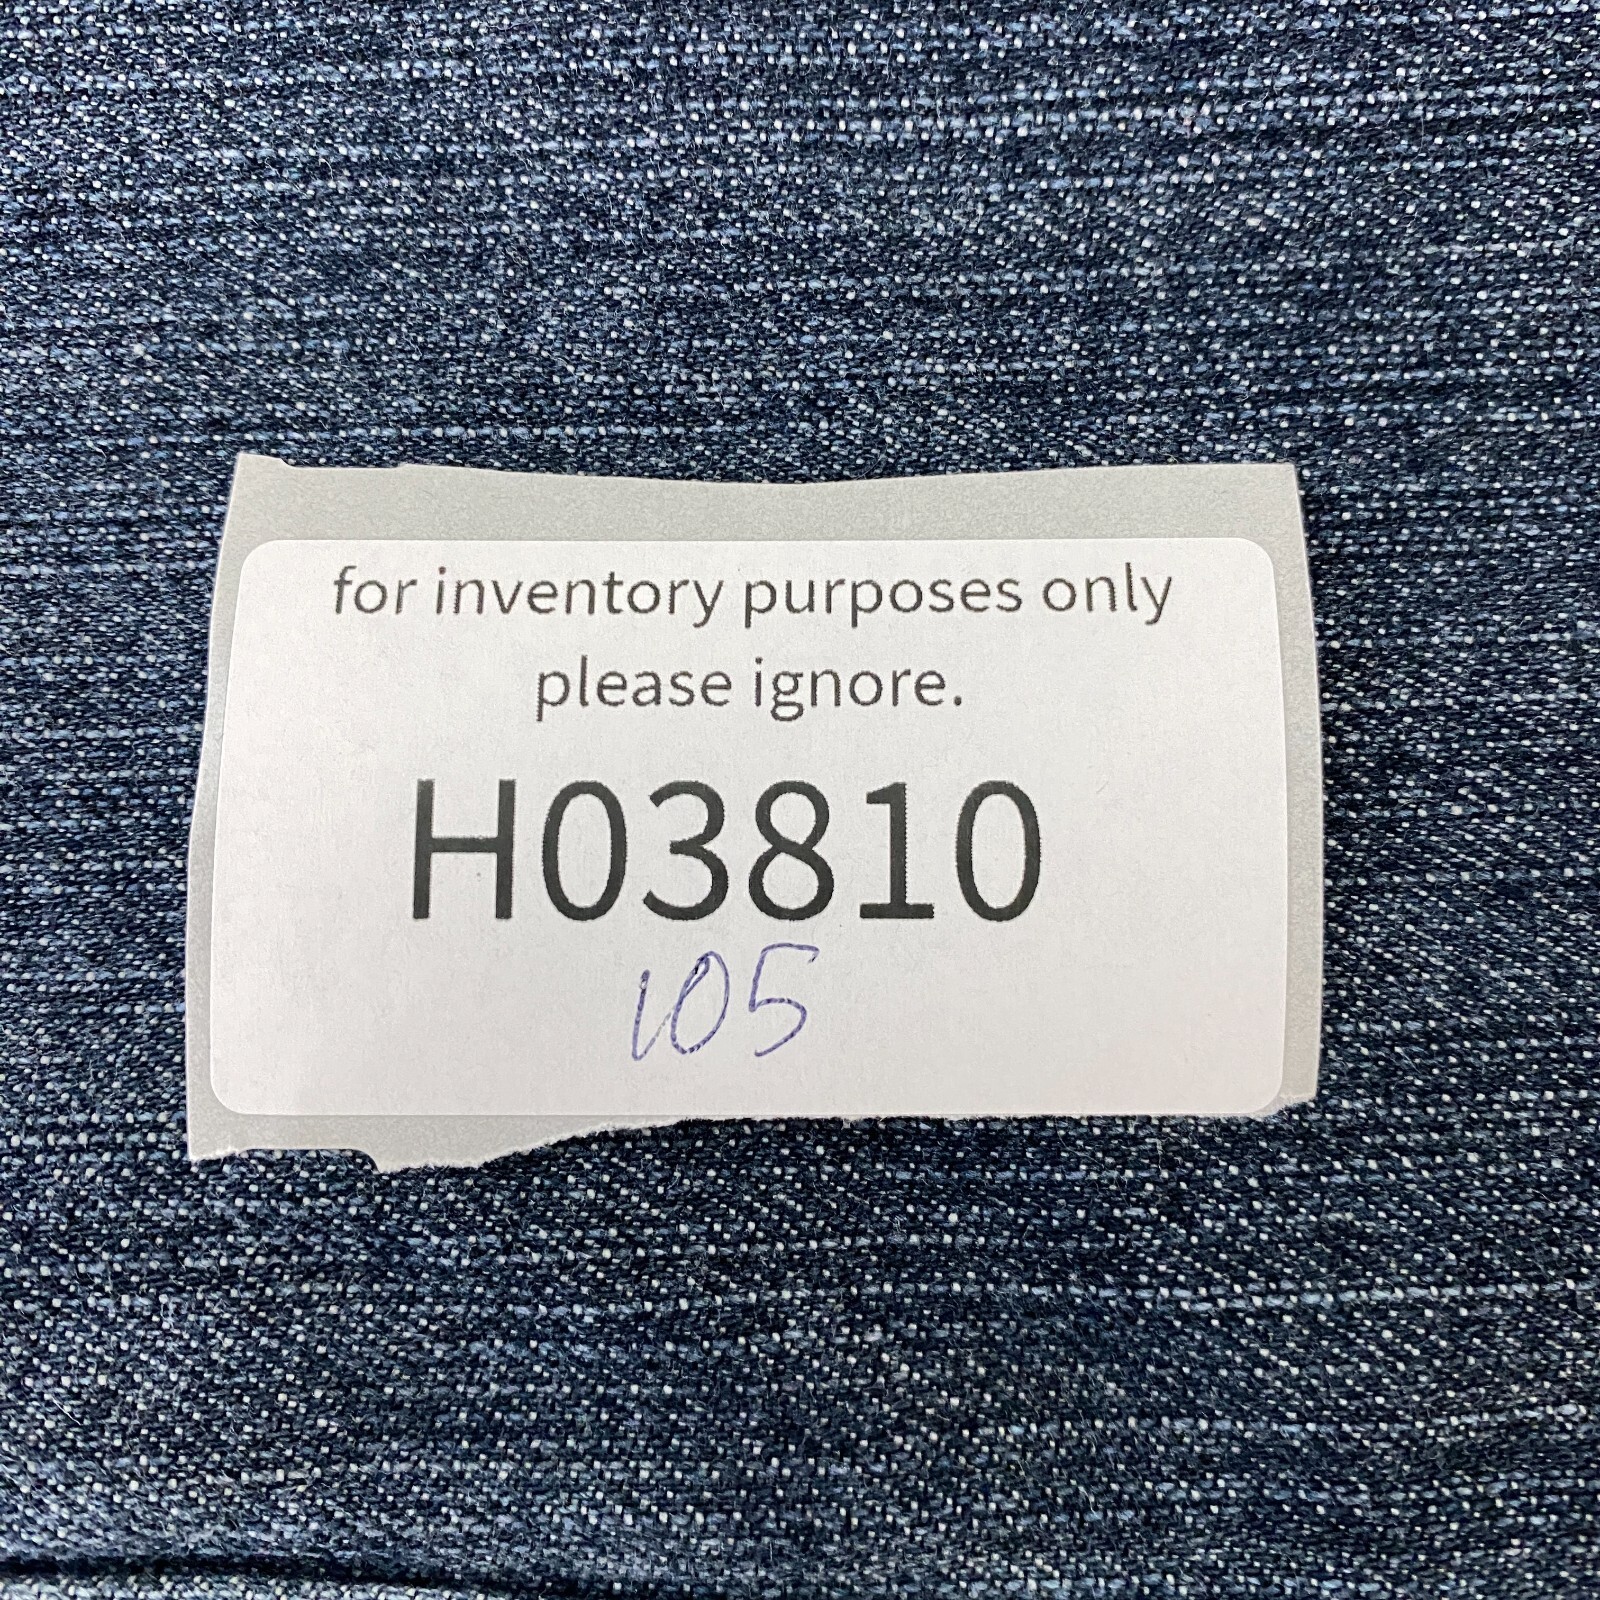 for inventory purposes only
please ignore.
H03810
105